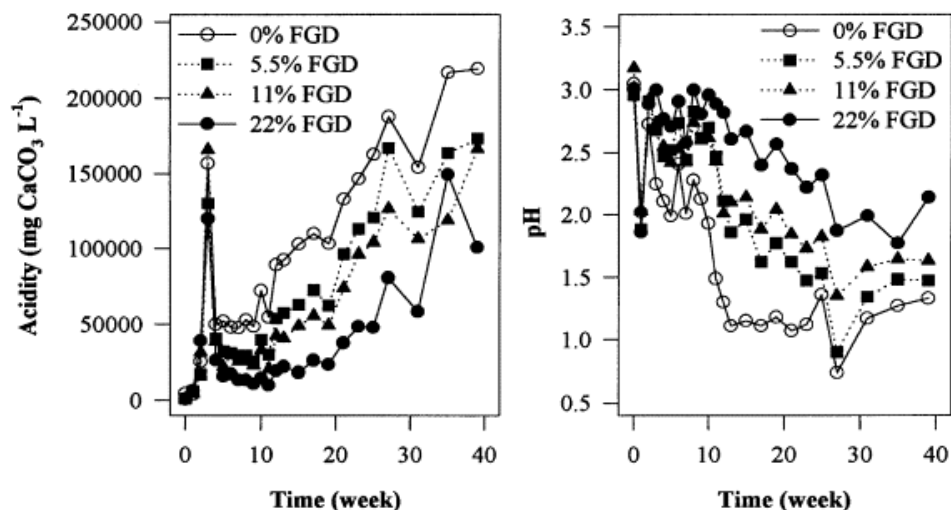 250000
200000
150000
100000
50000
0
Acidity (mg CaCO₃ L⁻¹)
0% FGD
5.5% FGD
11% FGD
22% FGD
0 10 20 30 40
Time (week)
3.5
3.0
2.5
2.0
1.5
1.0
0.5
pH
0% FGD
5.5% FGD
11% FGD
22% FGD
0 10 20 30 40
Time (week)